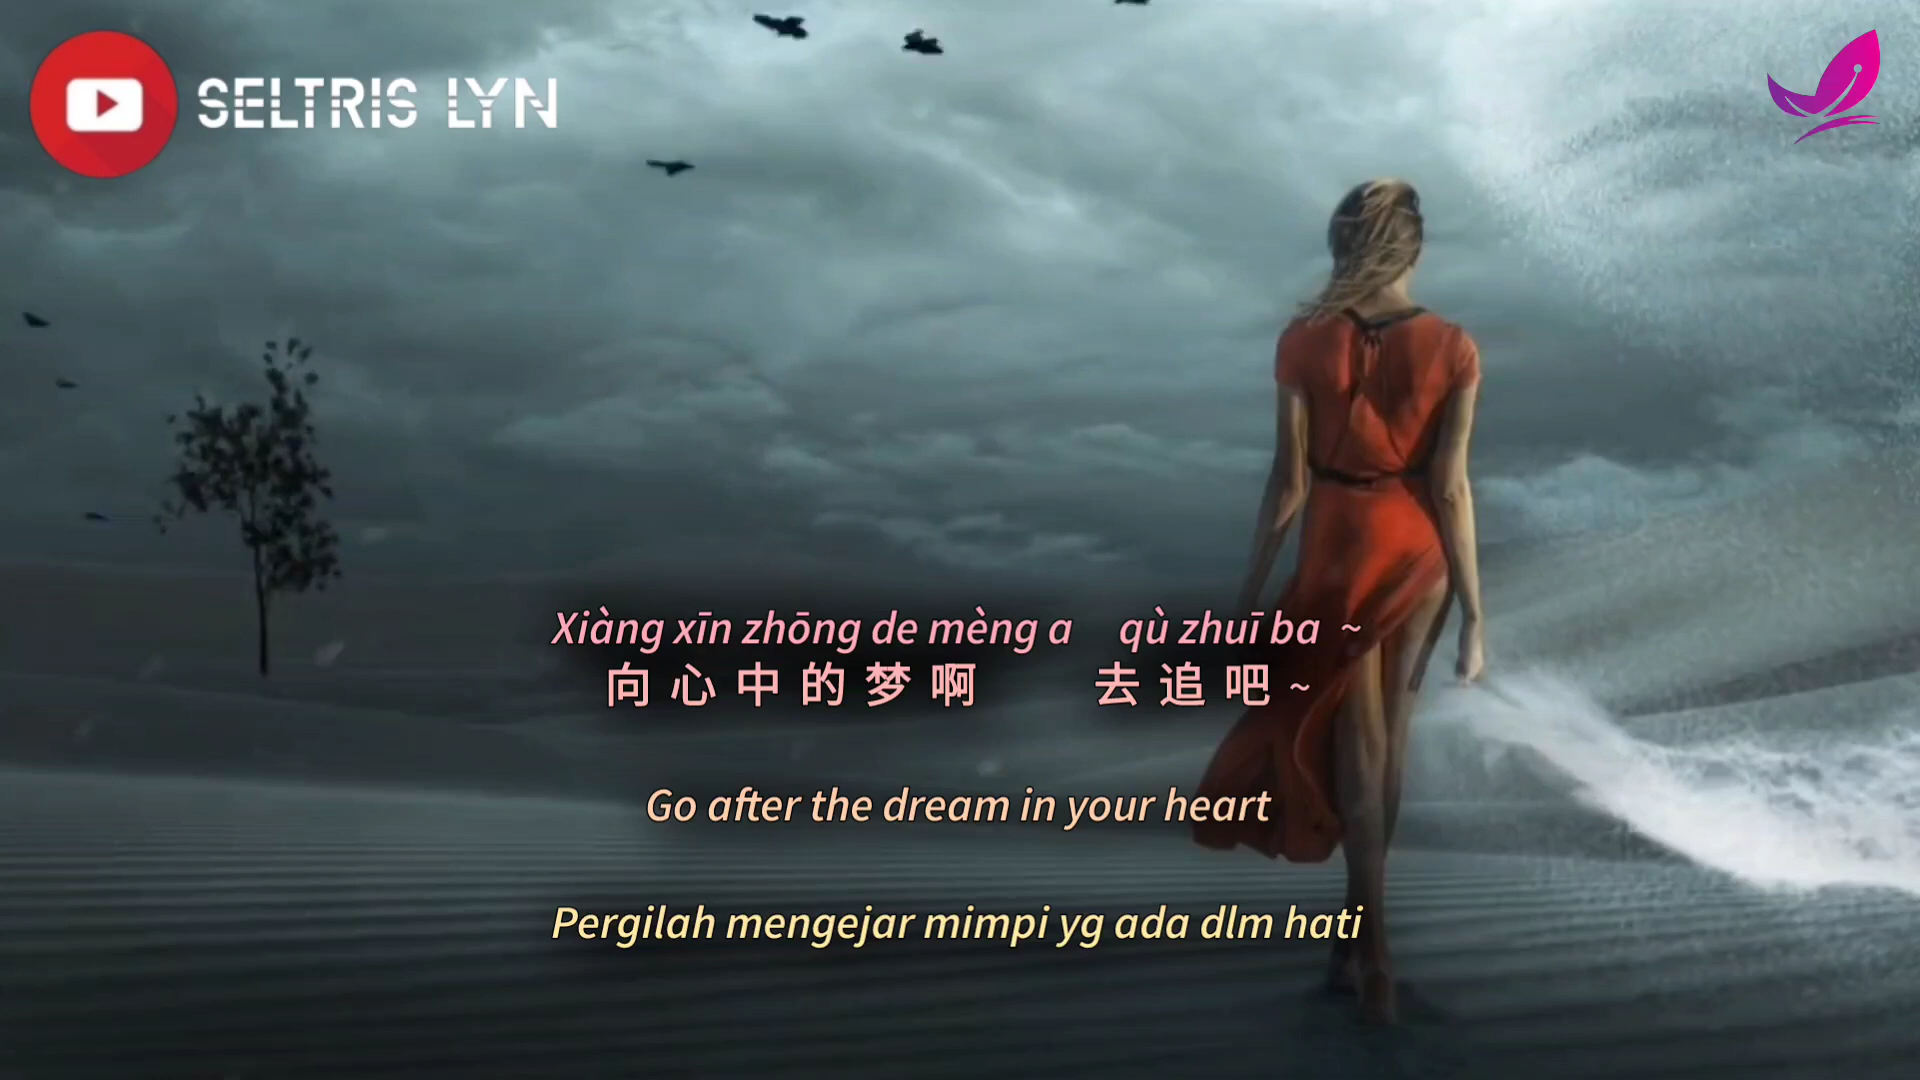 SELTRIS LYN
Xiàng xīn zhōng de mèng a qù zhuī ba ~
向心中的梦啊 去追吧~
Go after the dream in your heart
Pergilah mengejar mimpi yg ada dlm hati